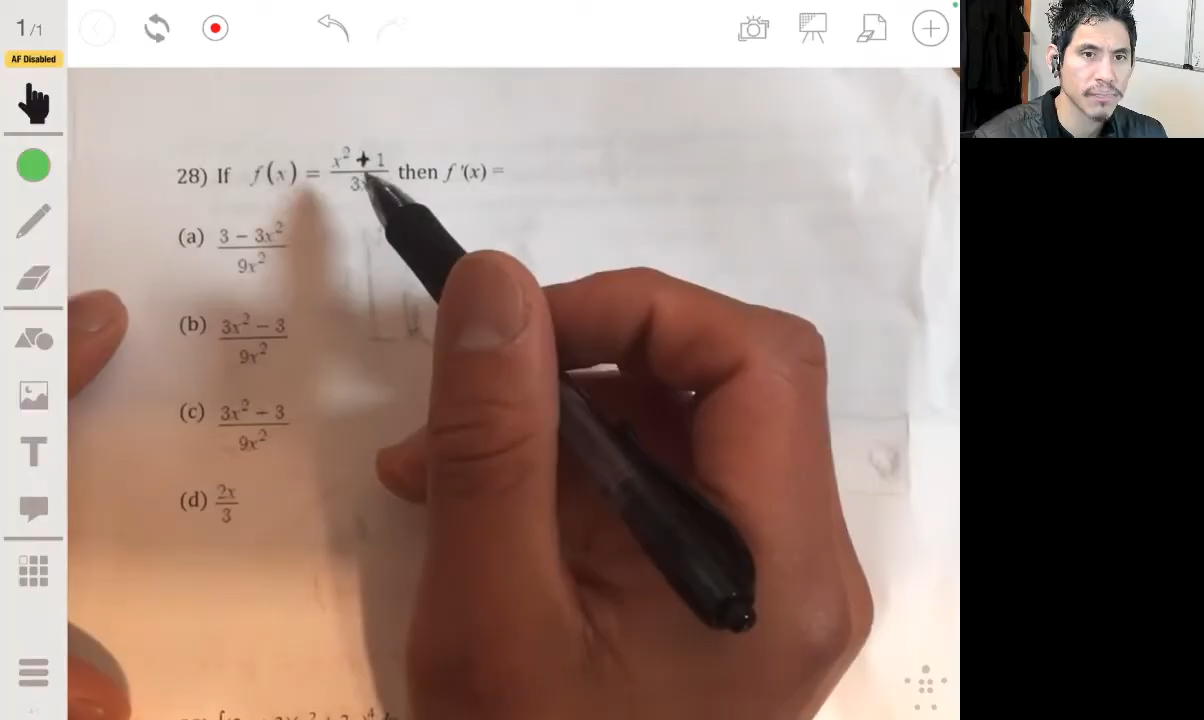 1/1
AF Disabled
28) If f(x) = x² + 1 / 3x then f '(x) =
(a) 3 − 3x² / 9x²
(b) 3x² − 3 / 9x²
(c) 3x² − 3 / 9x²
(d) 2x / 3
T